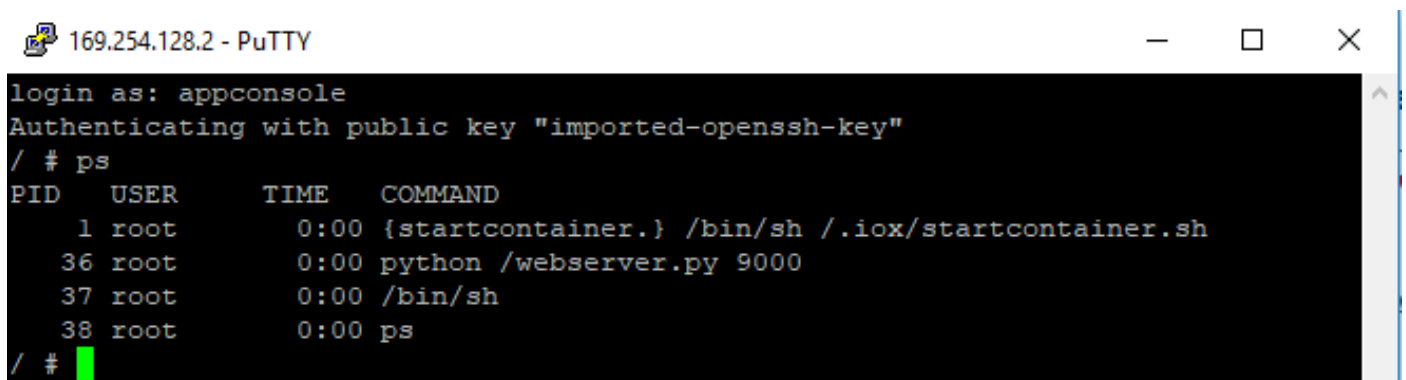 169.254.128.2 - PuTTY
login as: appconsole
Authenticating with public key "imported-openssh-key"
/ # ps
PID   USER       TIME   COMMAND
    1 root         0:00 {startcontainer.} /bin/sh /.iox/startcontainer.sh
   36 root         0:00 python /webserver.py 9000
   37 root         0:00 /bin/sh
   38 root         0:00 ps
/ #